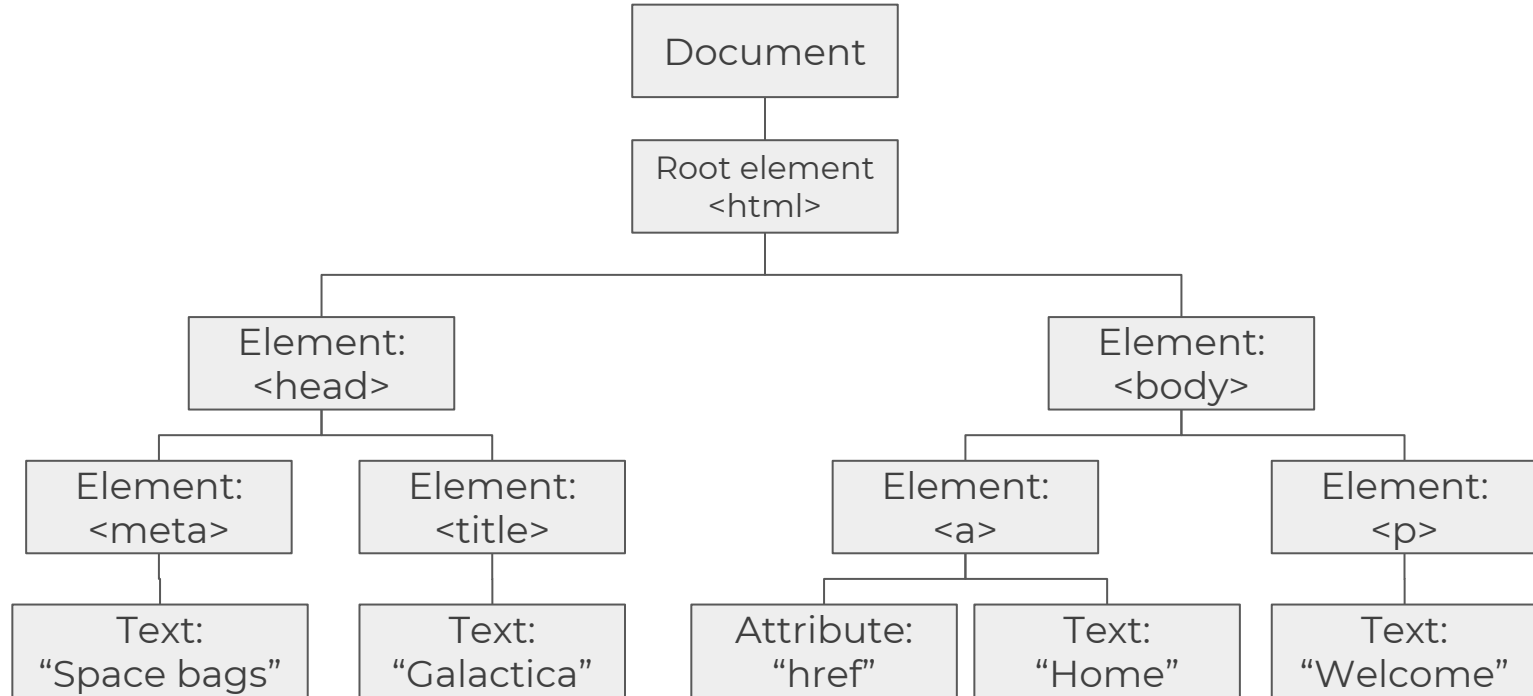 Document
Root element
<html>
Element:
<head>
Element:
<body>
Element:
<meta>
Element:
<title>
Element:
<a>
Element:
<p>
Text:
“Space bags”
Text:
“Galactica”
Attribute:
“href”
Text:
“Home”
Text:
“Welcome”